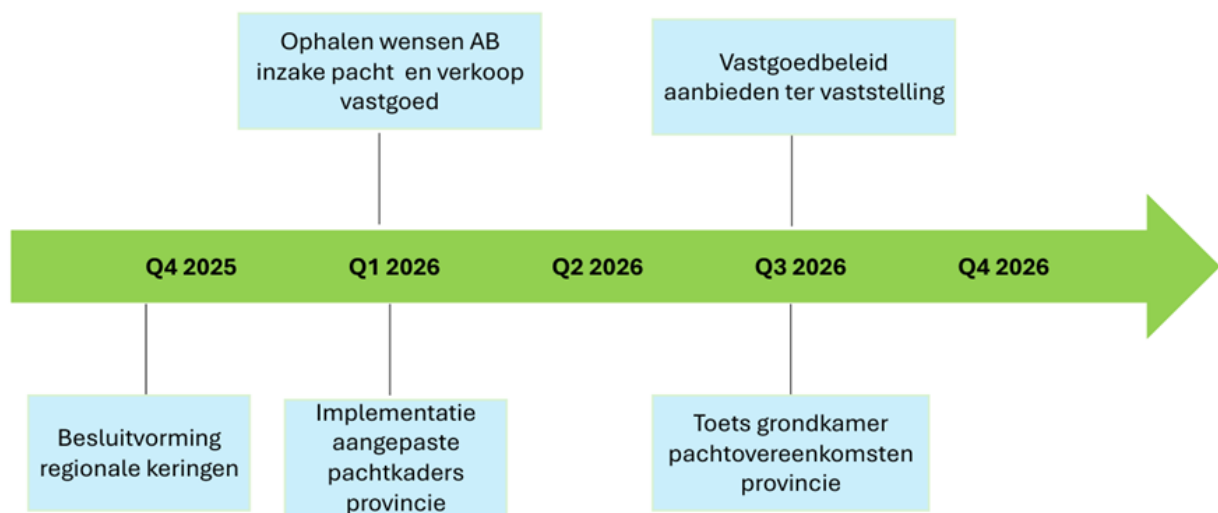 Ophalen wensen AB
inzake pacht en verkoop
vastgoed
Vastgoedbeleid
aanbieden ter vaststelling
Q4 2025
Q1 2026
Q2 2026
Q3 2026
Q4 2026
Besluitvorming
regionale keringen
Implementatie
aangepaste
pachtkaders
provincie
Toets grondkamer
pachtovereenkomsten
provincie